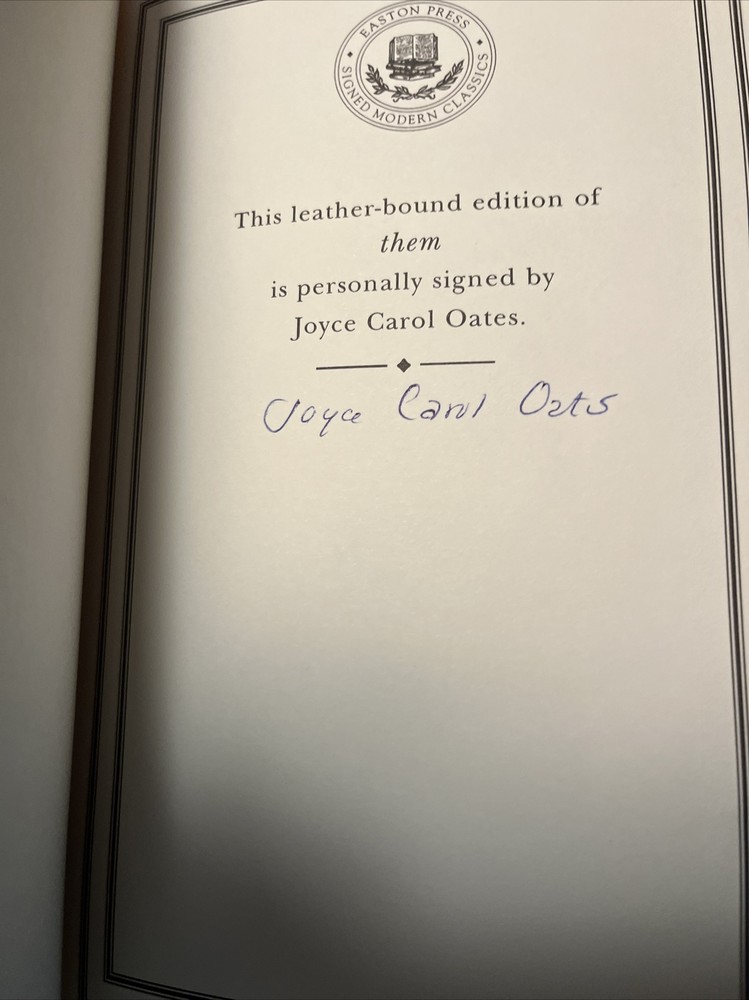 EASTON PRESS
SIGNED MODERN CLASSICS
This leather-bound edition of
them
is personally signed by
Joyce Carol Oates.
Joyce Carol Oates